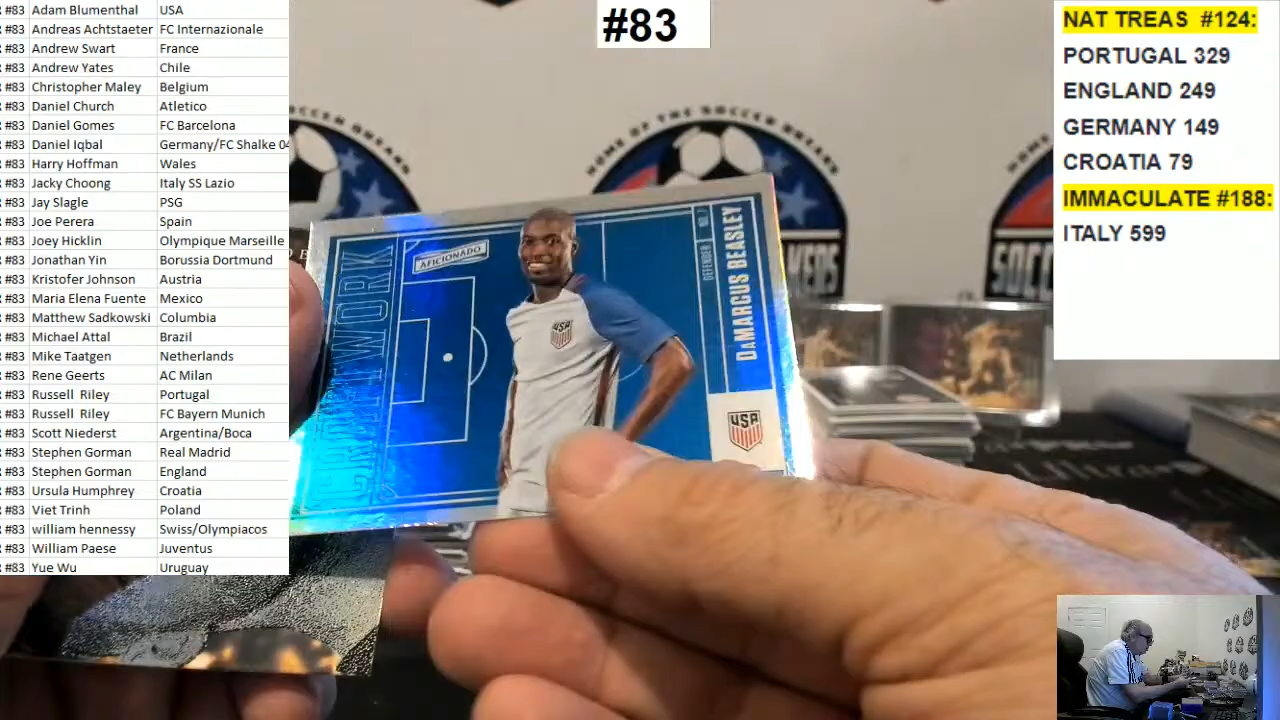 #83 Adam Blumenthal USA
#83 Andreas Achtstaeter FC Internazionale
#83 Andrew Swart France
#83 Andrew Yates Chile
#83 Christopher Maley Belgium
#83 Daniel Church Atletico
#83 Daniel Gomes FC Barcelona
#83 Daniel Iqbal Germany/FC Shalke 04
#83 Harry Hoffman Wales
#83 Jacky Choong Italy SS Lazio
#83 Jay Slagle PSG
#83 Joe Perera Spain
#83 Joey Hicklin Olympique Marseille
#83 Jonathan Yin Borussia Dortmund
#83 Kristofer Johnson Austria
#83 Maria Elena Fuente Mexico
#83 Matthew Sadkowski Columbia
#83 Michael Attal Brazil
#83 Mike Taatgen Netherlands
#83 Rene Geerts AC Milan
#83 Russell Riley Portugal
#83 Russell Riley FC Bayern Munich
#83 Scott Niederst Argentina/Boca
#83 Stephen Gorman Real Madrid
#83 Stephen Gorman England
#83 Ursula Humphrey Croatia
#83 Viet Trinh Poland
#83 william hennessy Swiss/Olympiacos
#83 William Paese Juventus
#83 Yue Wu Uruguay
#83
HOME OF THE SOCCER BREAKERS
AFICIONADO
DEFENDER NO. 7
DaMARCUS BEASLEY
USA
USA
NAT TREAS #124:
PORTUGAL 329
ENGLAND 249
GERMANY 149
CROATIA 79
IMMACULATE #188:
ITALY 599